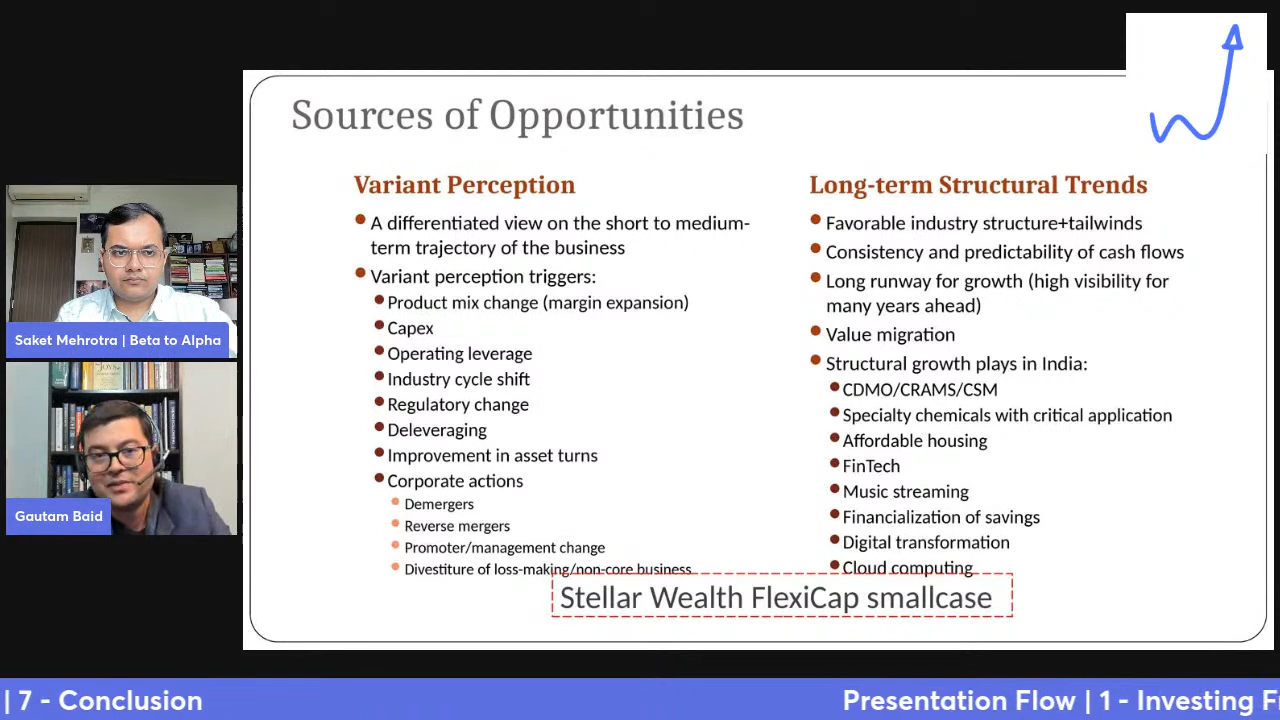 Sources of Opportunities
Variant Perception
A differentiated view on the short to medium-
term trajectory of the business
Variant perception triggers:
Product mix change (margin expansion)
Capex
Operating leverage
Industry cycle shift
Regulatory change
Deleveraging
Improvement in asset turns
Corporate actions
Demergers
Reverse mergers
Promoter/management change
Divestiture of loss-making/non-core business
Long-term Structural Trends
Favorable industry structure+tailwinds
Consistency and predictability of cash flows
Long runway for growth (high visibility for
many years ahead)
Value migration
Structural growth plays in India:
CDMO/CRAMS/CSM
Specialty chemicals with critical application
Affordable housing
FinTech
Music streaming
Financialization of savings
Digital transformation
Cloud computing
Stellar Wealth FlexiCap smallcase
Saket Mehrotra | Beta to Alpha
Gautam Baid
| 7 - Conclusion
Presentation Flow | 1 - Investing